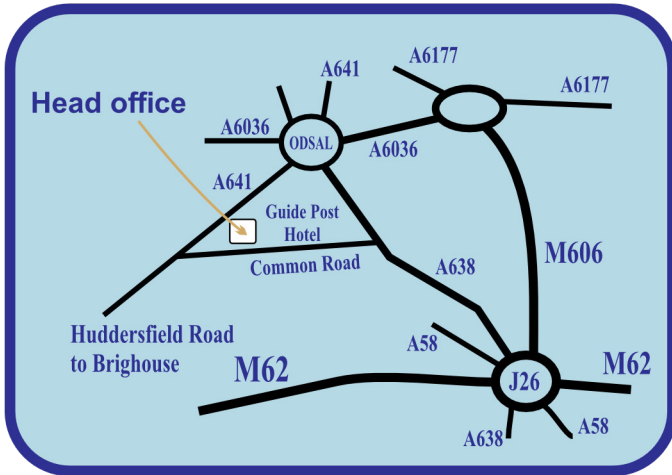 A641
A6177
A6177
Head office
A6036
ODSAL
A6036
A641
Guide Post
Hotel
Common Road
A638
M606
Huddersfield Road
to Brighouse
A58
M62
J26
M62
A638
A58